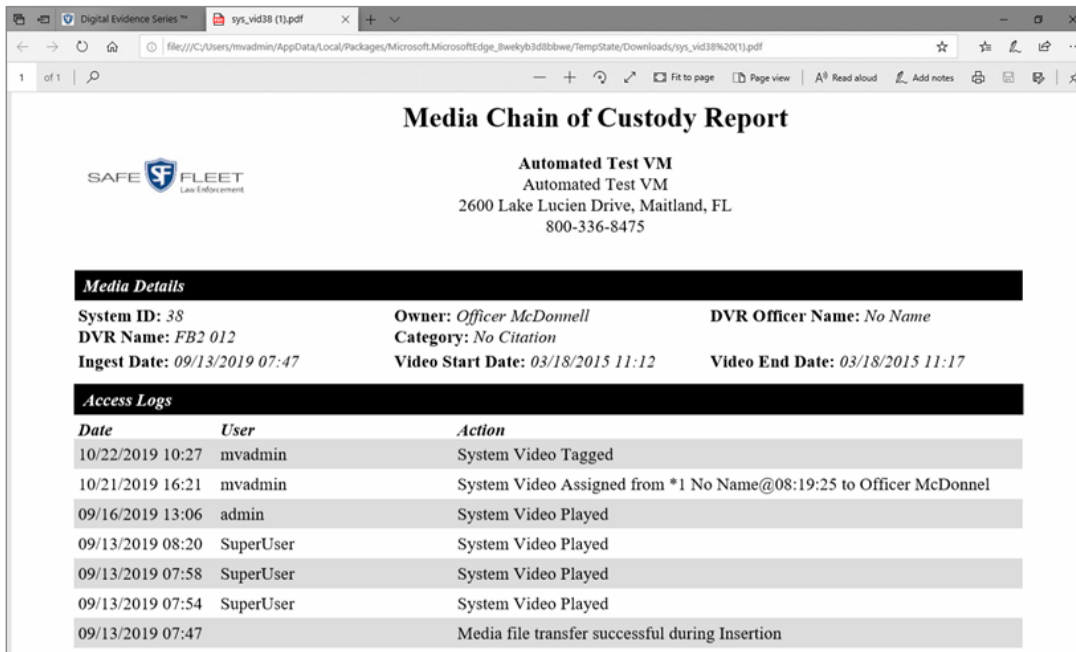 Digital Evidence Series ™
sys_vid38 (1).pdf
file:///C:/Users/mvadmin/AppData/Local/Packages/Microsoft.MicrosoftEdge_8wekyb3d8bbwe/TempState/Downloads/sys_vid38%20(1).pdf
1 of 1 Fit to page Page view Read aloud Add notes
Media Chain of Custody Report
SAFE SF FLEET
Law Enforcement
Automated Test VM
Automated Test VM
2600 Lake Lucien Drive, Maitland, FL
800-336-8475
Media Details
System ID: 38 Owner: Officer McDonnell DVR Officer Name: No Name
DVR Name: FB2 012 Category: No Citation
Ingest Date: 09/13/2019 07:47 Video Start Date: 03/18/2015 11:12 Video End Date: 03/18/2015 11:17
Access Logs
Date User Action
10/22/2019 10:27 mvadmin System Video Tagged
10/21/2019 16:21 mvadmin System Video Assigned from *1 No Name@08:19:25 to Officer McDonnel
09/16/2019 13:06 admin System Video Played
09/13/2019 08:20 SuperUser System Video Played
09/13/2019 07:58 SuperUser System Video Played
09/13/2019 07:54 SuperUser System Video Played
09/13/2019 07:47 Media file transfer successful during Insertion